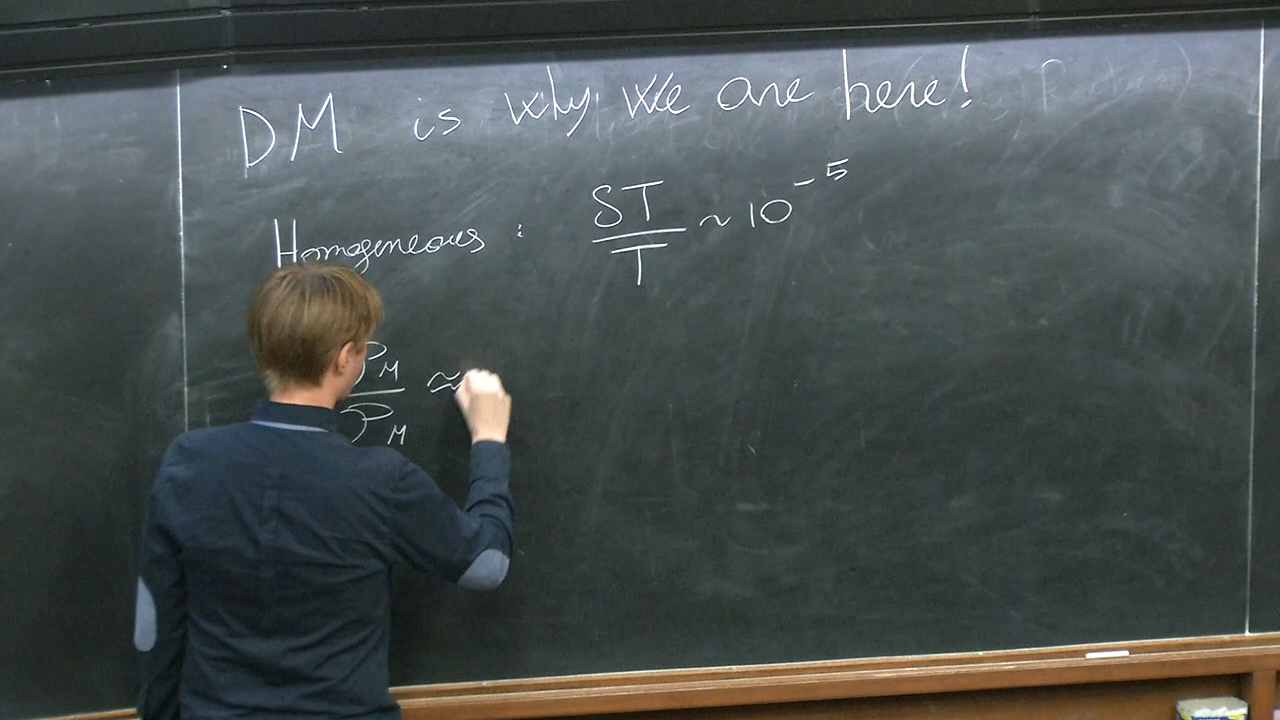 DM is why we are here!
Homogeneous : δT/T ~ 10^-5
ρ_M/ρ_M ≈